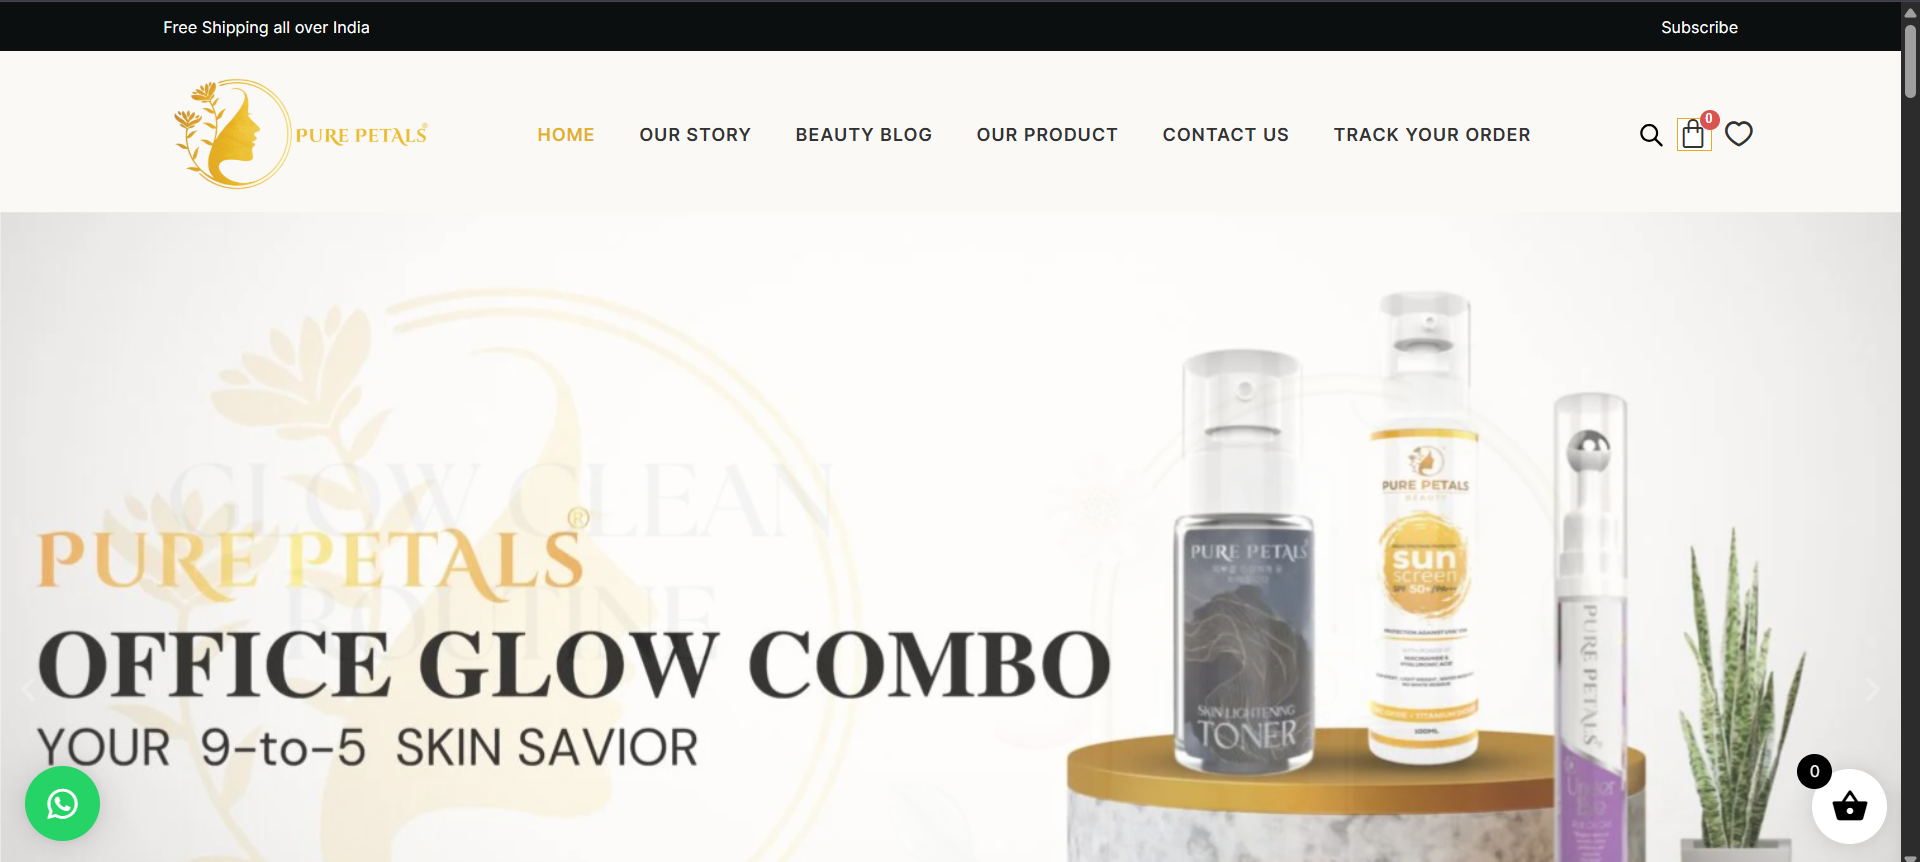 Free Shipping all over India
Subscribe
PURE PETALS®
HOME
OUR STORY
BEAUTY BLOG
OUR PRODUCT
CONTACT US
TRACK YOUR ORDER
0
GLOW CLEAN
ROUTINE
PURE PETALS®
OFFICE GLOW COMBO
YOUR 9-to-5 SKIN SAVIOR
PURE PETALS
SKIN LIGHTENING
TONER
PURE PETALS
BEAUTY
sun
screen
SPF 50+/PA+++
100ML
PURE PETALS
Under
Eye
0